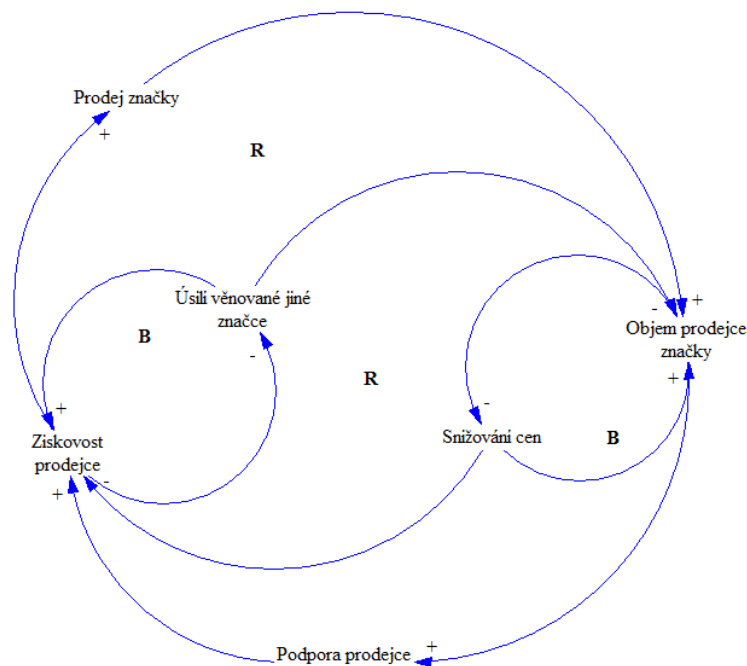 Prodej značky
+
R
Úsilí věnované jiné
značce
B
-
-
+
Objem prodejce
značky
+
R
-
Snižování cen
B
+
Ziskovost
prodejce
+
-
Podpora prodejce
+